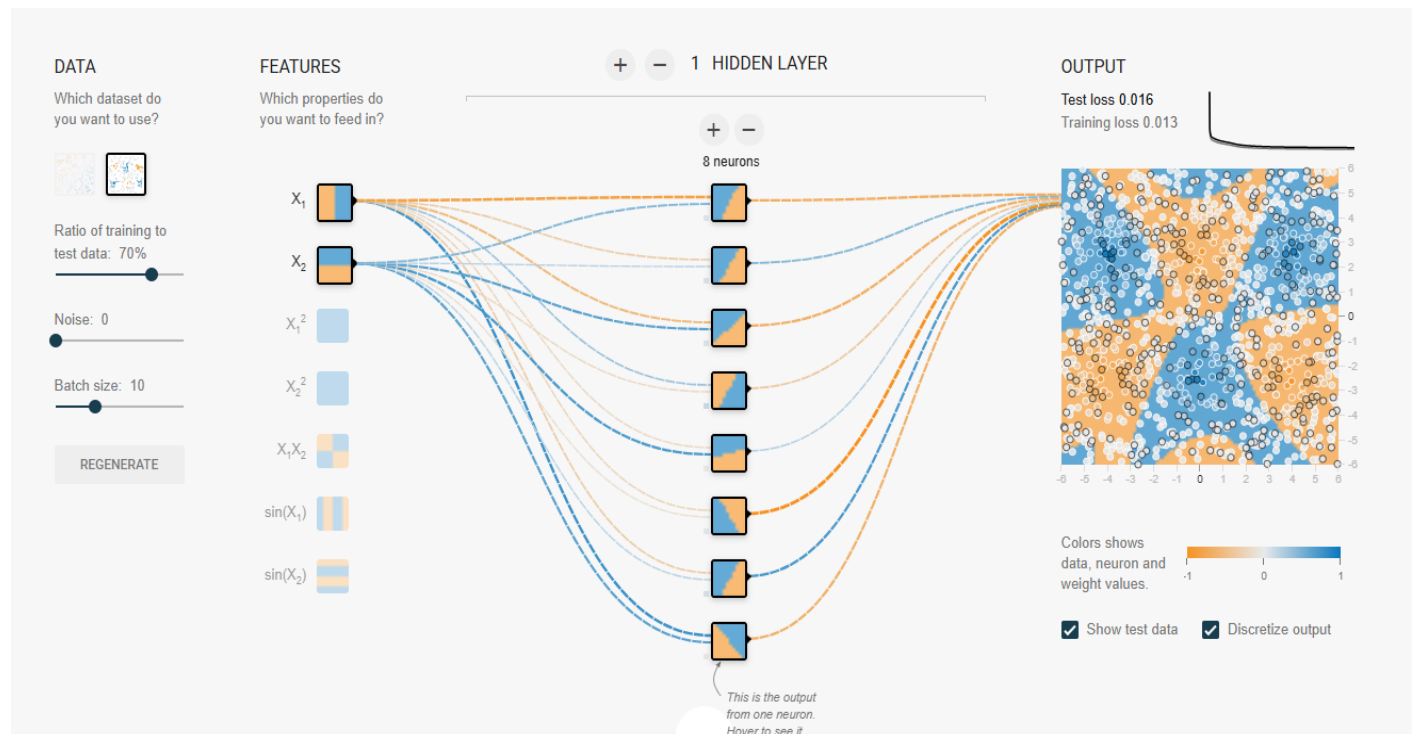 DATA
Which dataset do
you want to use?
Ratio of training to
test data: 70%
Noise: 0
Batch size: 10
REGENERATE
FEATURES
Which properties do
you want to feed in?
X1
X2
X1²
X2²
X1X2
sin(X1)
sin(X2)
+ − 1 HIDDEN LAYER
+ −
8 neurons
This is the output
from one neuron.
Hover to see it
OUTPUT
Test loss 0.016
Training loss 0.013
6
5
4
3
2
1
0
-1
-2
-3
-4
-5
-6
-6 -5 -4 -3 -2 -1 0 1 2 3 4 5 6
Colors shows
data, neuron and
weight values.
-1 0 1
Show test data
Discretize output